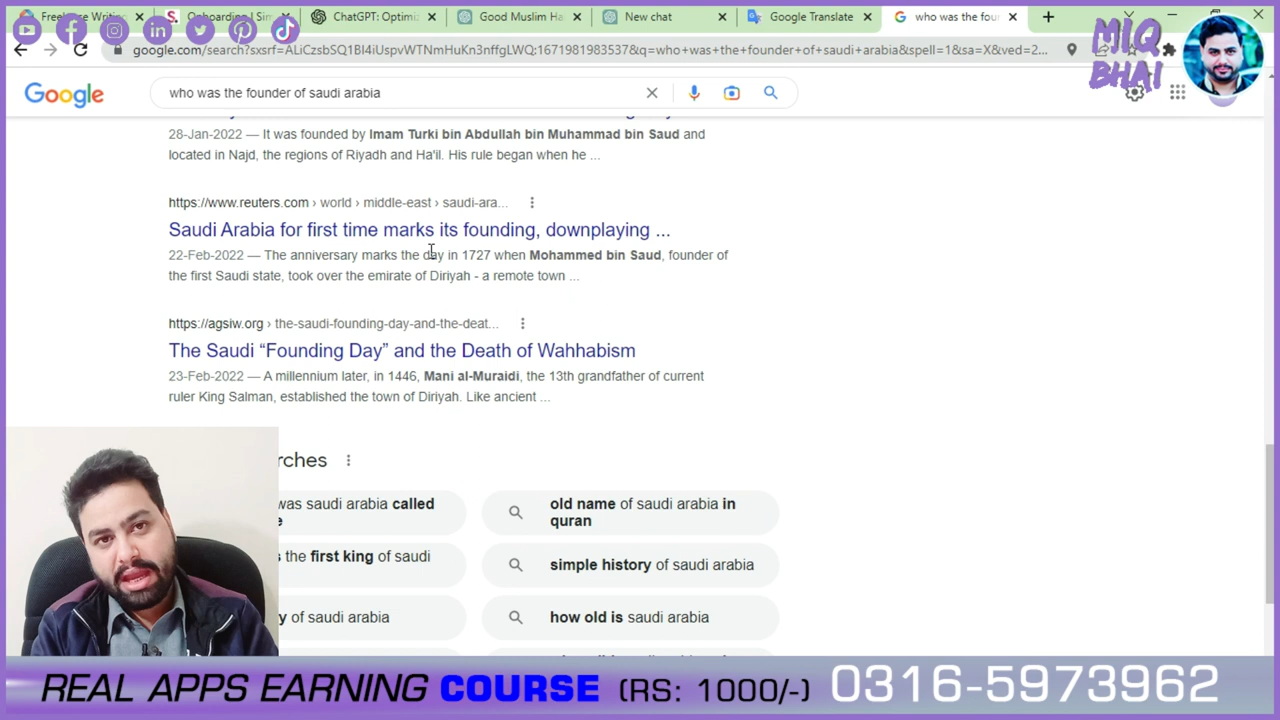 Freelance Writing
Onboarding | Sim
ChatGPT: Optimiz
Good Muslim Ha
New chat
Google Translate
who was the four
google.com/search?sxsrf=ALiCzsbSQ1Bl4iUspvWTNmHuKn3nffgLWQ:1671981983537&q=who+was+the+founder+of+saudi+arabia&spell=1&sa=X&ved=2...
MIQ
BHAI
Google
who was the founder of saudi arabia
28-Jan-2022 — It was founded by Imam Turki bin Abdullah bin Muhammad bin Saud and
located in Najd, the regions of Riyadh and Ha'il. His rule began when he ...
https://www.reuters.com › world › middle-east › saudi-ara...
Saudi Arabia for first time marks its founding, downplaying ...
22-Feb-2022 — The anniversary marks the day in 1727 when Mohammed bin Saud, founder of
the first Saudi state, took over the emirate of Diriyah - a remote town ...
https://agsiw.org › the-saudi-founding-day-and-the-deat...
The Saudi “Founding Day” and the Death of Wahhabism
23-Feb-2022 — A millennium later, in 1446, Mani al-Muraidi, the 13th grandfather of current
ruler King Salman, established the town of Diriyah. Like ancient ...
rches
was saudi arabia called
e
old name of saudi arabia in
quran
s the first king of saudi
simple history of saudi arabia
y of saudi arabia
how old is saudi arabia
REAL APPS EARNING COURSE (RS: 1000/-) 0316-5973962